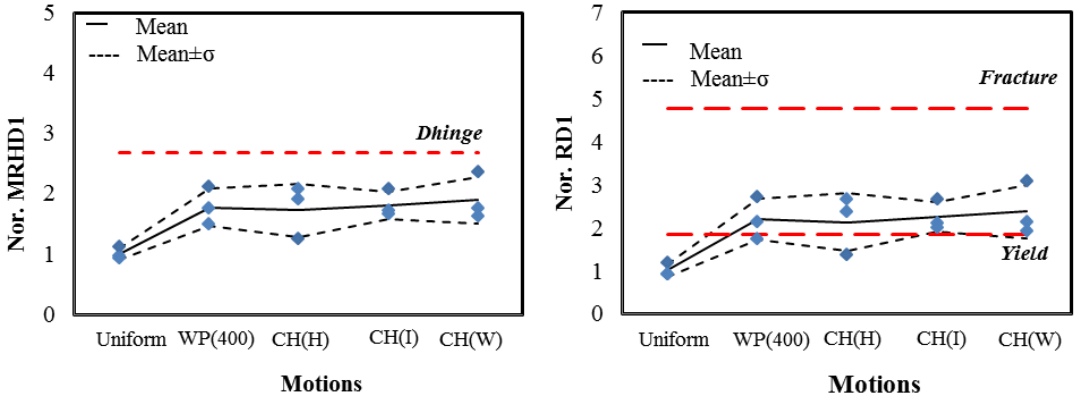 5
4
3
2
1
0
Nor. MRHD1
Mean
Mean±σ
Dhinge
Uniform
WP(400)
CH(H)
CH(I)
CH(W)
Motions
7
6
5
4
3
2
1
0
Nor. RD1
Mean
Mean±σ
Fracture
Yield
Uniform
WP(400)
CH(H)
CH(I)
CH(W)
Motions